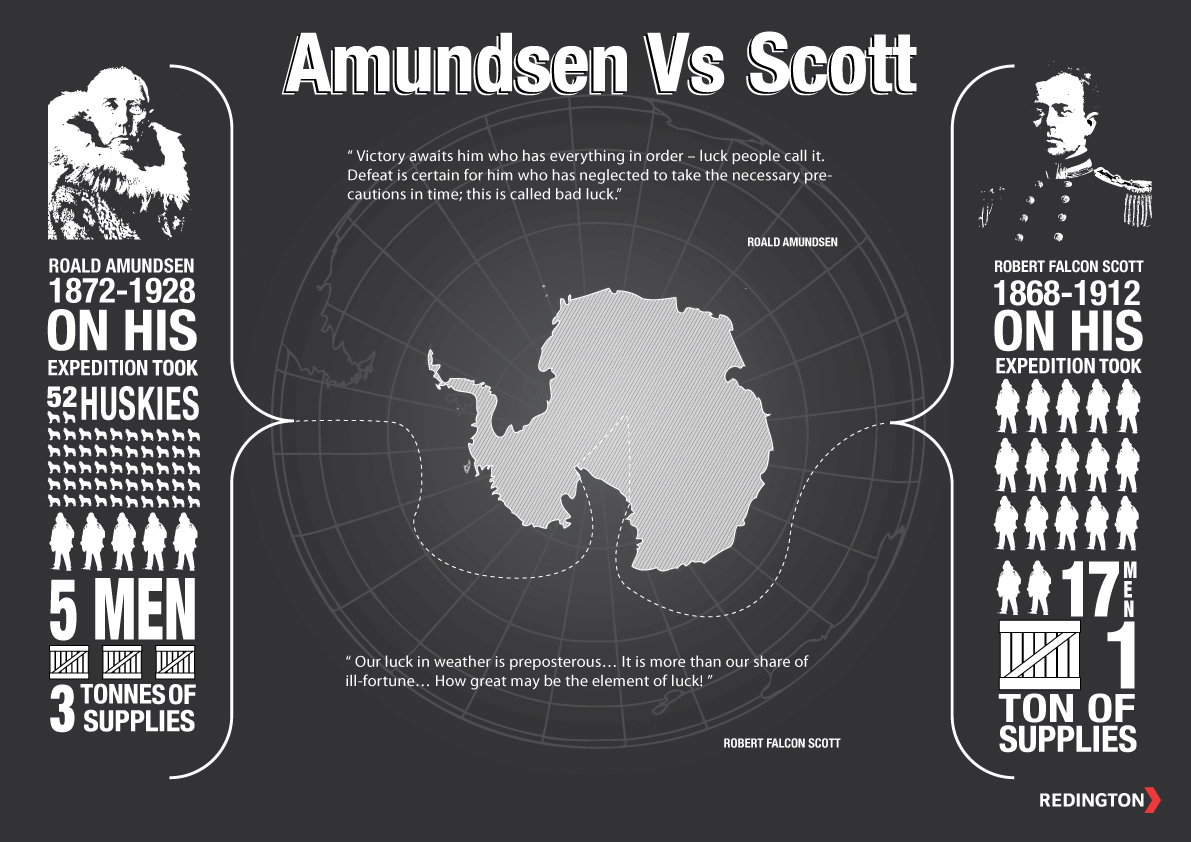 Amundsen Vs Scott
“ Victory awaits him who has everything in order – luck people call it.
Defeat is certain for him who has neglected to take the necessary pre-
cautions in time; this is called bad luck.”
ROALD AMUNDSEN
ROALD AMUNDSEN
1872-1928
ON HIS
EXPEDITION TOOK
52 HUSKIES
5 MEN
3 TONNES OF
SUPPLIES
ROBERT FALCON SCOTT
1868-1912
ON HIS
EXPEDITION TOOK
17 MEN
1
TON OF
SUPPLIES
“ Our luck in weather is preposterous… It is more than our share of
ill-fortune… How great may be the element of luck! ”
ROBERT FALCON SCOTT
REDINGTON